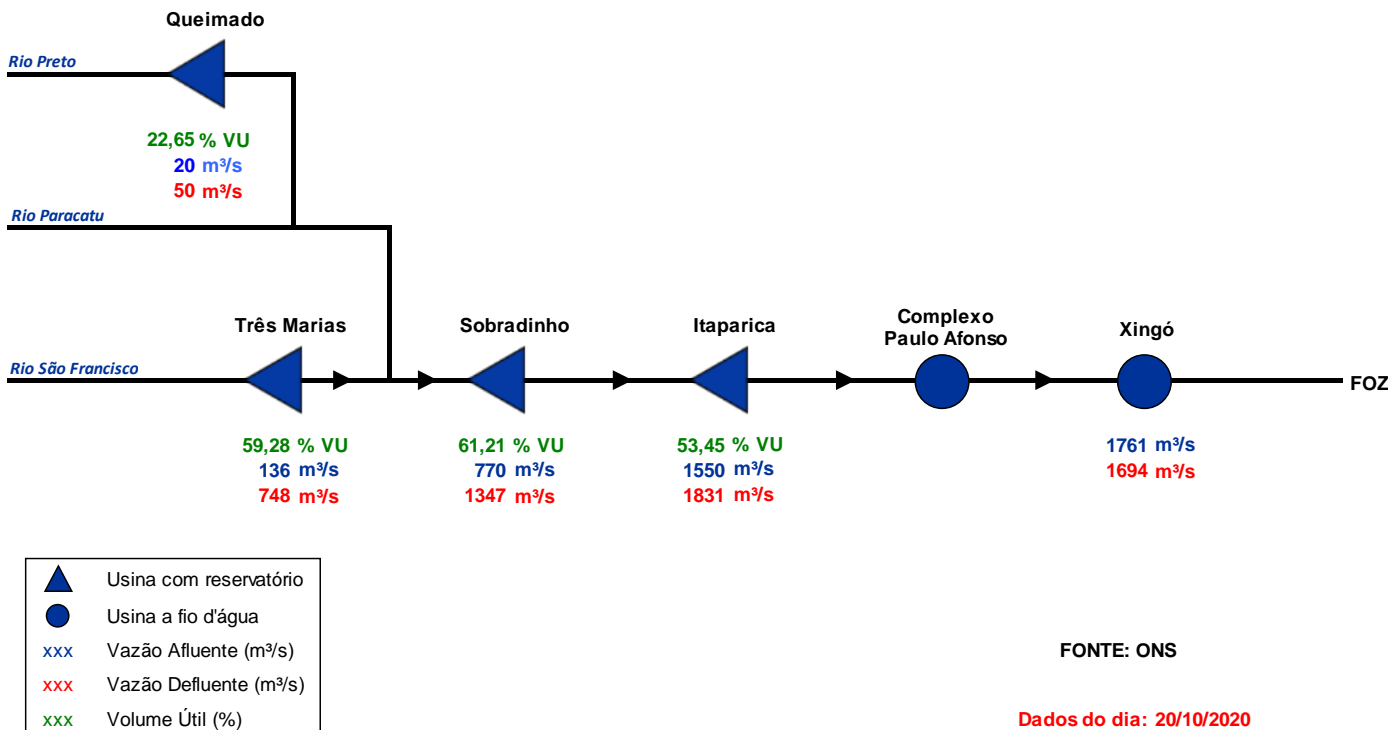 Queimado
Rio Preto
22,65 % VU
20 m³/s
50 m³/s
Rio Paracatu
Três Marias
Sobradinho
Itaparica
Complexo
Paulo Afonso
Xingó
Rio São Francisco
FOZ
59,28 % VU
136 m³/s
748 m³/s
61,21 % VU
770 m³/s
1347 m³/s
53,45 % VU
1550 m³/s
1831 m³/s
1761 m³/s
1694 m³/s
Usina com reservatório
Usina a fio d'água
xxx Vazão Afluente (m³/s)
xxx Vazão Defluente (m³/s)
xxx Volume Útil (%)
FONTE: ONS
Dados do dia: 20/10/2020